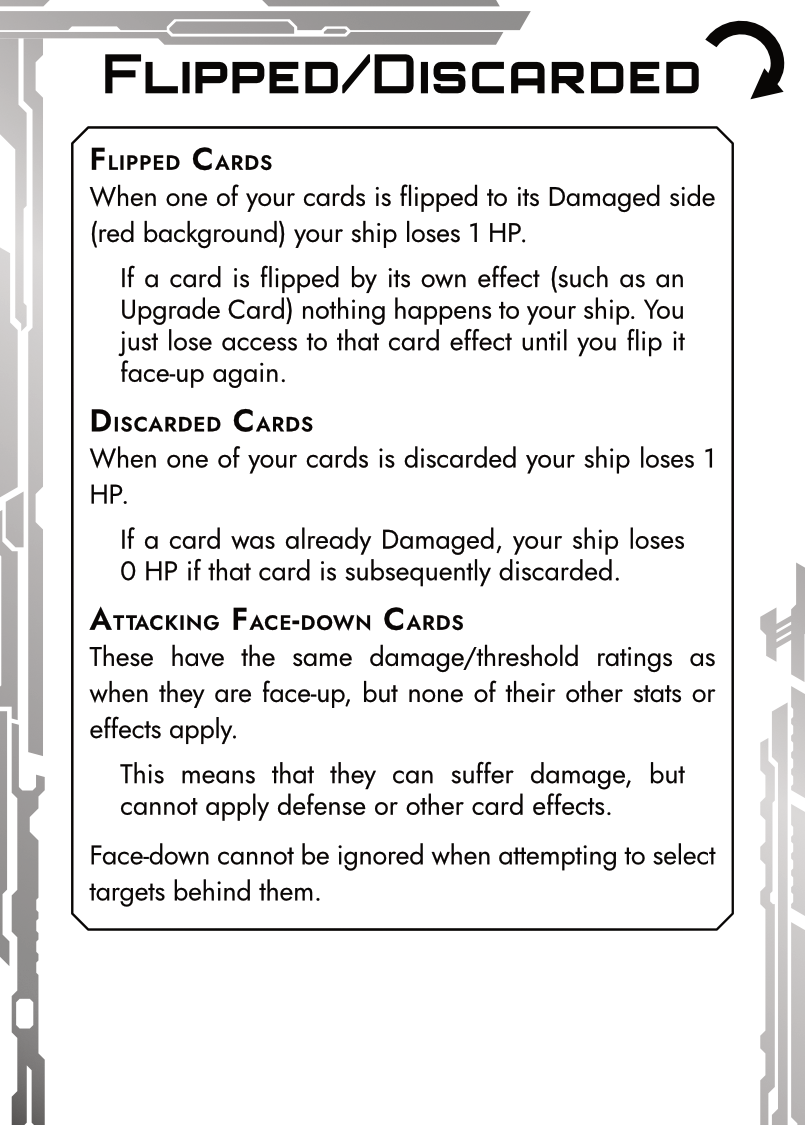 FLIPPED/DISCARDED
FLIPPED CARDS
When one of your cards is flipped to its Damaged side
(red background) your ship loses 1 HP.
If a card is flipped by its own effect (such as an
Upgrade Card) nothing happens to your ship. You
just lose access to that card effect until you flip it
face-up again.
DISCARDED CARDS
When one of your cards is discarded your ship loses 1
HP.
If a card was already Damaged, your ship loses
0 HP if that card is subsequently discarded.
ATTACKING FACE-DOWN CARDS
These have the same damage/threshold ratings as
when they are face-up, but none of their other stats or
effects apply.
This means that they can suffer damage, but
cannot apply defense or other card effects.
Face-down cannot be ignored when attempting to select
targets behind them.